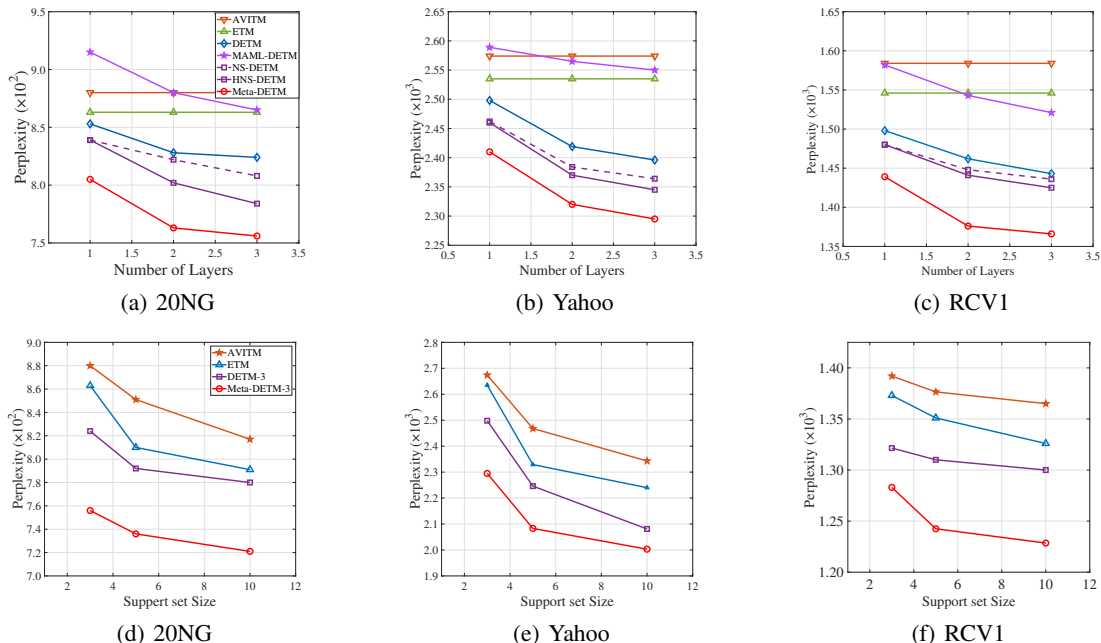 9.5
9.0
8.5
8.0
7.5
Perplexity (×10²)
0.5 1 1.5 2 2.5 3 3.5
Number of Layers
AVITM
ETM
DETM
MAML-DETM
NS-DETM
HNS-DETM
Meta-DETM
(a) 20NG
2.65
2.60
2.55
2.50
2.45
2.40
2.35
2.30
2.25
Perplexity (×10³)
0.5 1 1.5 2 2.5 3 3.5
Number of Layers
(b) Yahoo
1.65
1.60
1.55
1.50
1.45
1.40
1.35
Perplexity (×10³)
0.5 1 1.5 2 2.5 3 3.5
Number of Layers
(c) RCV1
9.0
8.8
8.6
8.4
8.2
8.0
7.8
7.6
7.4
7.2
7.0
Perplexity (×10²)
2 4 6 8 10 12
Suppert set Size
AVITM
ETM
DETM-3
Meta-DETM-3
(d) 20NG
2.8
2.7
2.6
2.5
2.4
2.3
2.2
2.1
2.0
1.9
Perplexity (×10³)
2 4 6 8 10 12
Support set Size
(e) Yahoo
1.40
1.35
1.30
1.25
1.20
Perplexity (×10³)
2 4 6 8 10 12
Support set Size
(f) RCV1